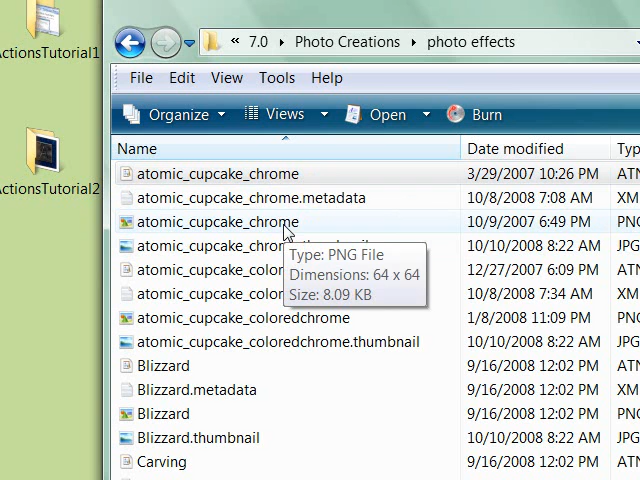 ActionsTutorial1
ActionsTutorial2
« 7.0 Photo Creations photo effects
File Edit View Tools Help
Organize Views Open Burn
Name Date modified
atomic_cupcake_chrome 3/29/2007 10:26 PM ATN
atomic_cupcake_chrome.metadata 10/8/2008 7:08 AM XM
atomic_cupcake_chrome 10/9/2007 6:49 PM PNG
10/10/2008 8:22 AM JPG
Type: PNG File
Dimensions: 64 x 64
Size: 8.09 KB
12/27/2007 6:09 PM ATN
10/8/2008 7:34 AM XM
atomic_cupcake_coloredchrome 1/8/2008 11:09 PM PNG
atomic_cupcake_coloredchrome.thumbnail 10/10/2008 8:22 AM JPG
Blizzard 9/16/2008 12:02 PM ATN
Blizzard.metadata 9/16/2008 12:02 PM XM
Blizzard 9/16/2008 12:02 PM PNG
Blizzard.thumbnail 10/10/2008 8:22 AM JPG
Carving 9/16/2008 12:02 PM ATN